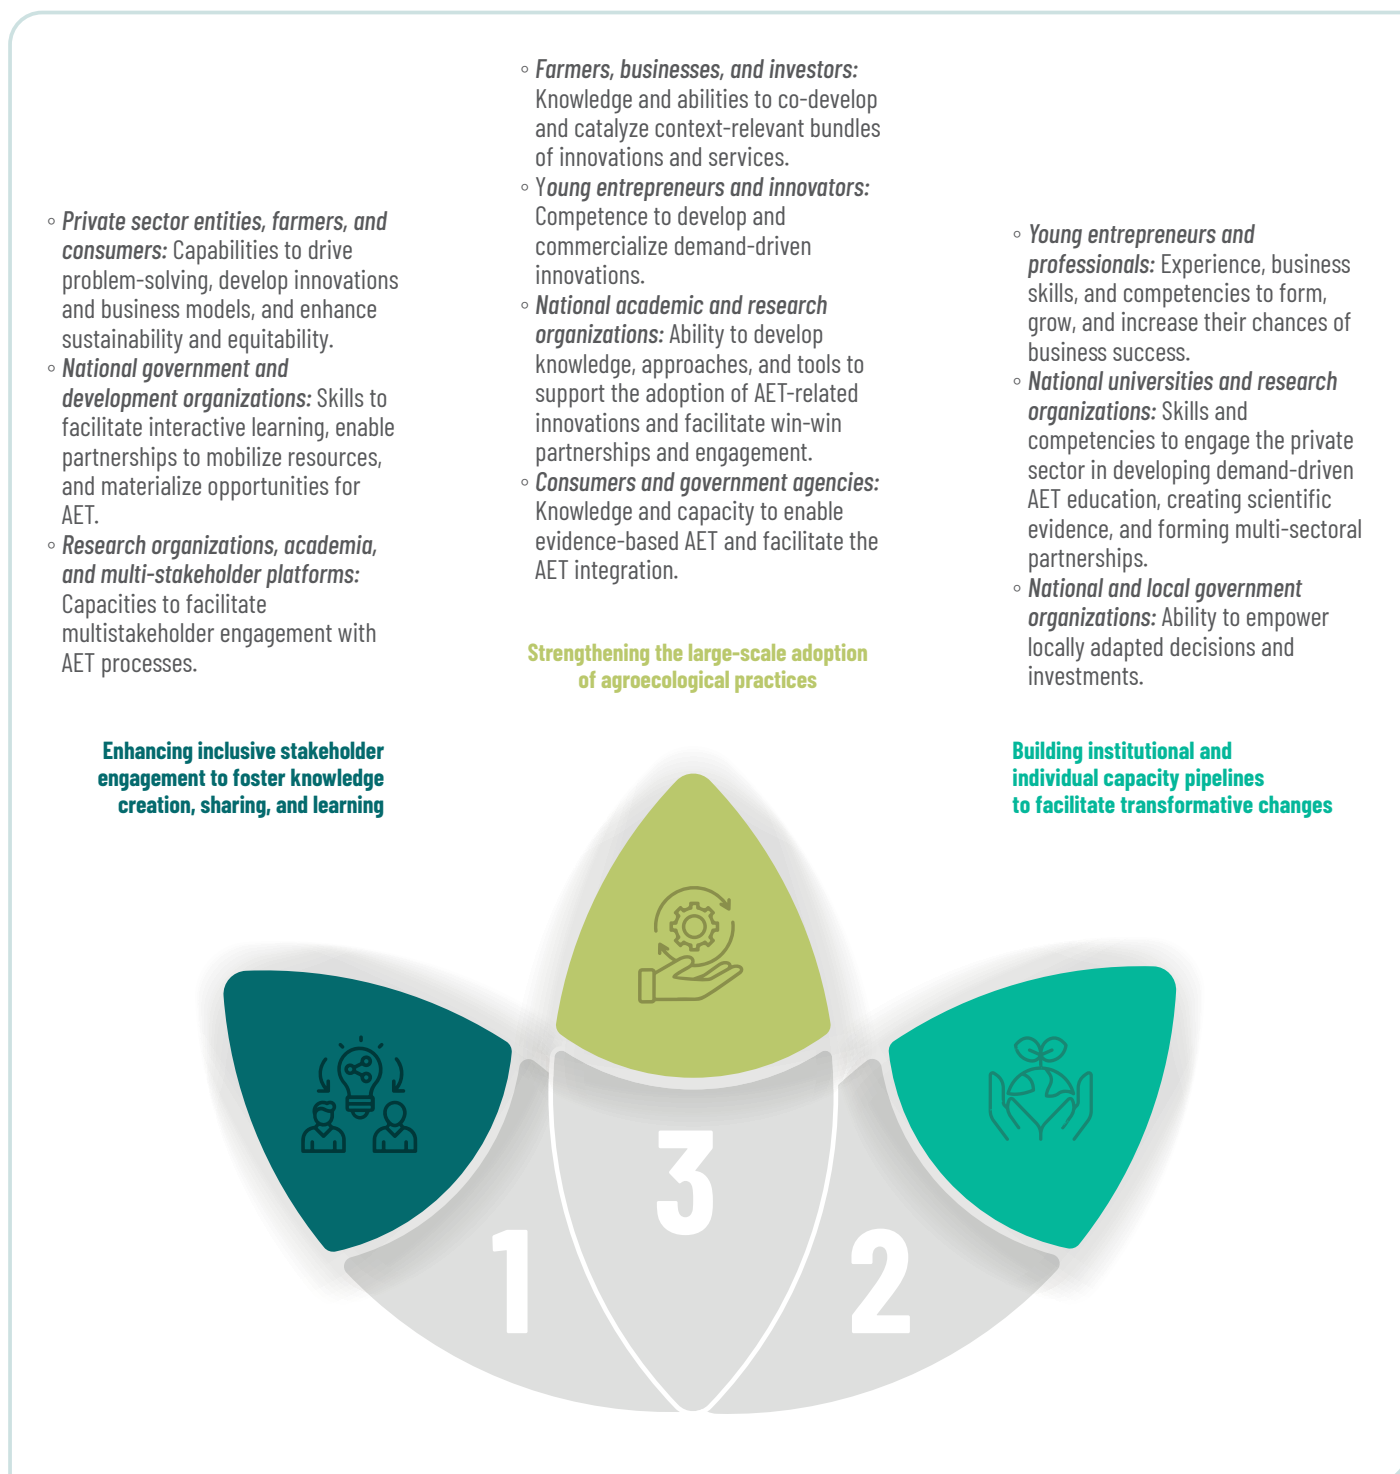 ◦ Private sector entities, farmers, and
consumers: Capabilities to drive
problem-solving, develop innovations
and business models, and enhance
sustainability and equitability.
◦ National government and
development organizations: Skills to
facilitate interactive learning, enable
partnerships to mobilize resources,
and materialize opportunities for
AET.
◦ Research organizations, academia,
and multi-stakeholder platforms:
Capacities to facilitate
multistakeholder engagement with
AET processes.
Enhancing inclusive stakeholder
engagement to foster knowledge
creation, sharing, and learning
◦ Farmers, businesses, and investors:
Knowledge and abilities to co-develop
and catalyze context-relevant bundles
of innovations and services.
◦ Young entrepreneurs and innovators:
Competence to develop and
commercialize demand-driven
innovations.
◦ National academic and research
organizations: Ability to develop
knowledge, approaches, and tools to
support the adoption of AET-related
innovations and facilitate win-win
partnerships and engagement.
◦ Consumers and government agencies:
Knowledge and capacity to enable
evidence-based AET and facilitate the
AET integration.
Strengthening the large-scale adoption
of agroecological practices
◦ Young entrepreneurs and
professionals: Experience, business
skills, and competencies to form,
grow, and increase their chances of
business success.
◦ National universities and research
organizations: Skills and
competencies to engage the private
sector in developing demand-driven
AET education, creating scientific
evidence, and forming multi-sectoral
partnerships.
◦ National and local government
organizations: Ability to empower
locally adapted decisions and
investments.
Building institutional and
individual capacity pipelines
to facilitate transformative changes
1
3
2